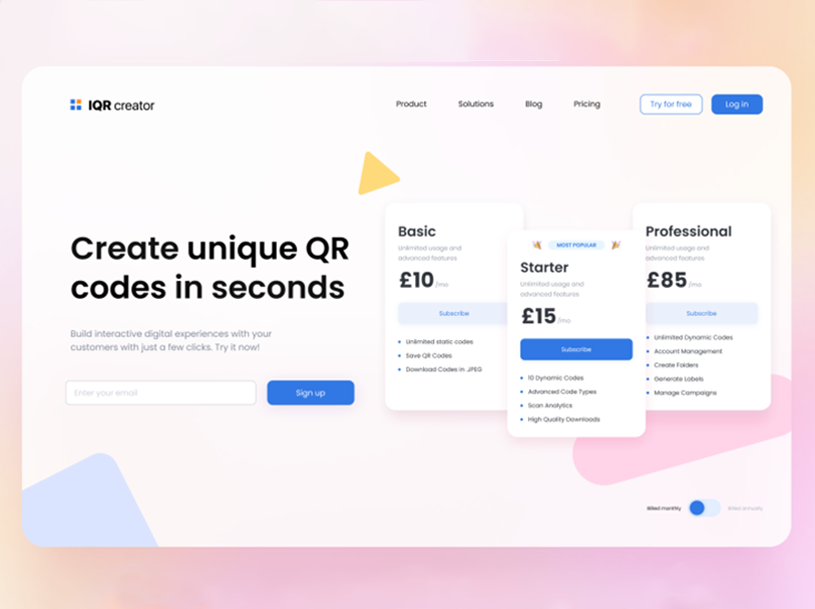 IQR creator
Product
Solutions
Blog
Pricing
Try for free
Log in
Create unique QR
codes in seconds
Build interactive digital experiences with your
customers with just a few clicks. Try it now!
Enter your email
Sign up
Basic
Unlimited usage and
advanced features
£10 /mo
Subscribe
Unlimited static codes
Save QR Codes
Download Codes in JPEG
MOST POPULAR
Starter
Unlimited usage and
advanced features
£15 /mo
Subscribe
10 Dynamic Codes
Advanced Code Types
Scan Analytics
High Quality Downloads
Professional
Unlimited usage and
advanced features
£85 /mo
Subscribe
Unlimited Dynamic Codes
Account Management
Create Folders
Generate Labels
Manage Campaigns
Billed monthly
Billed annually